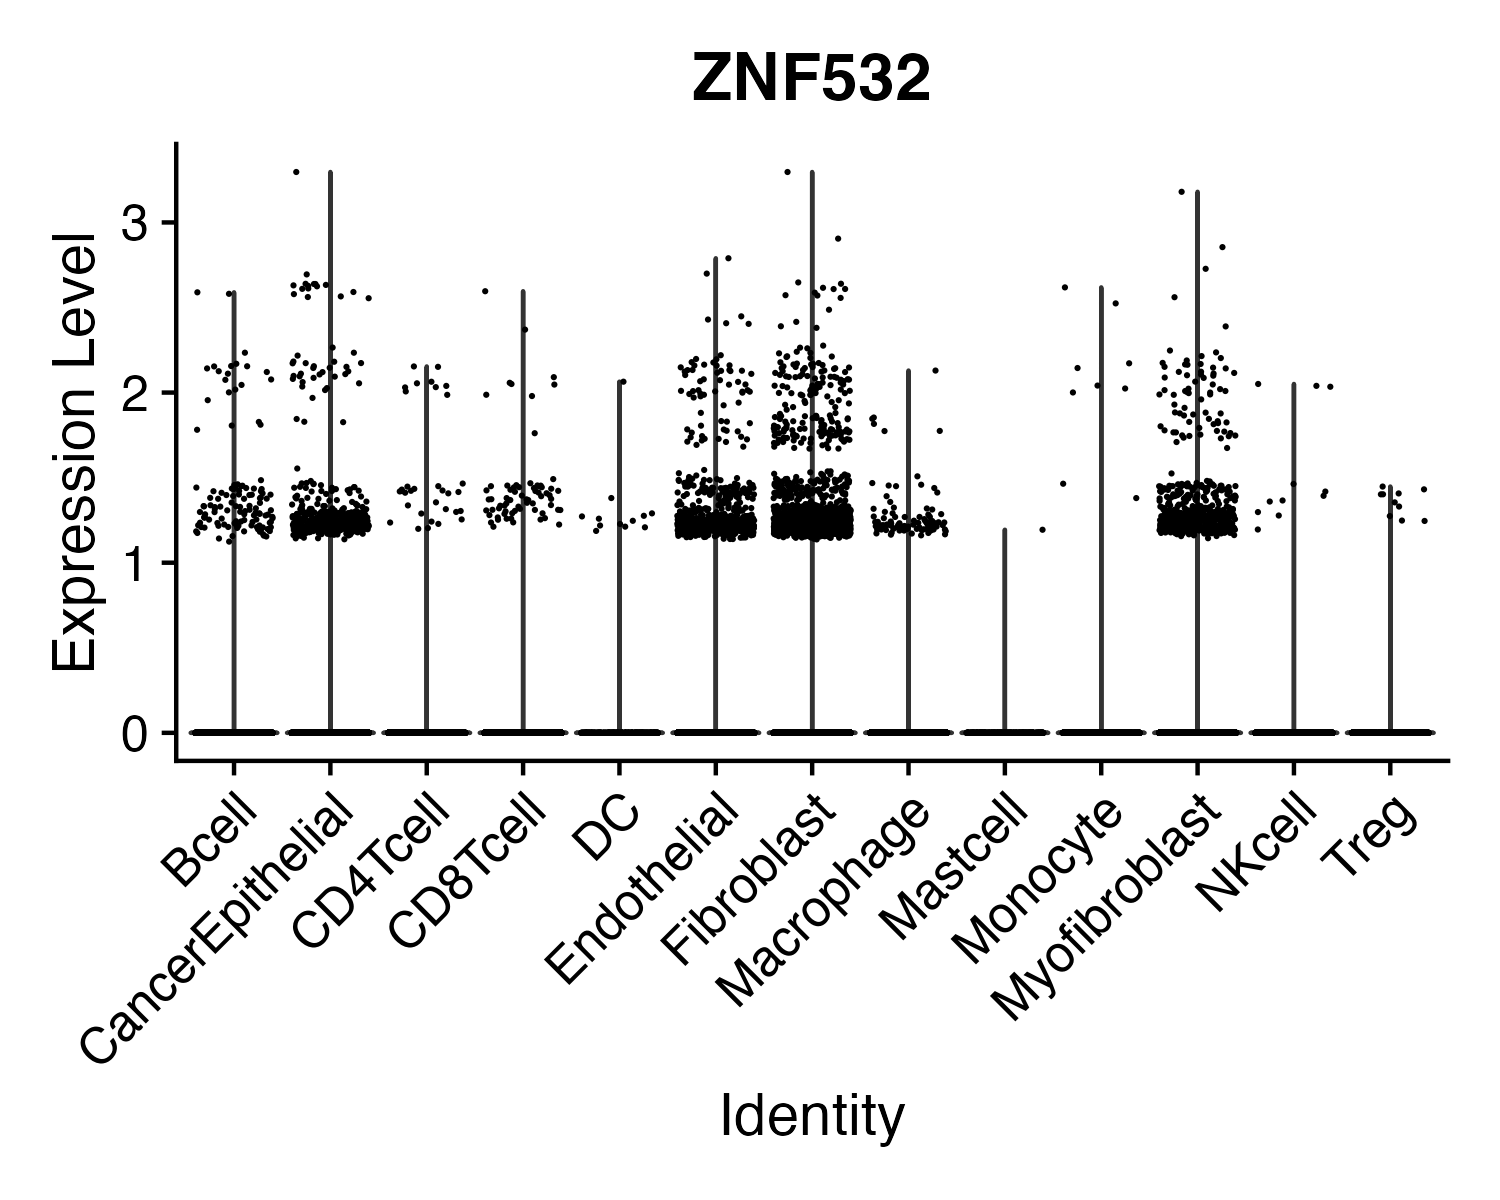 ZNF532
Expression Level
3
2
1
0
Bcell
CancerEpithelial
CD4Tcell
CD8Tcell
DC
Endothelial
Fibroblast
Macrophage
Mastcell
Monocyte
Myofibroblast
NKcell
Treg
Identity